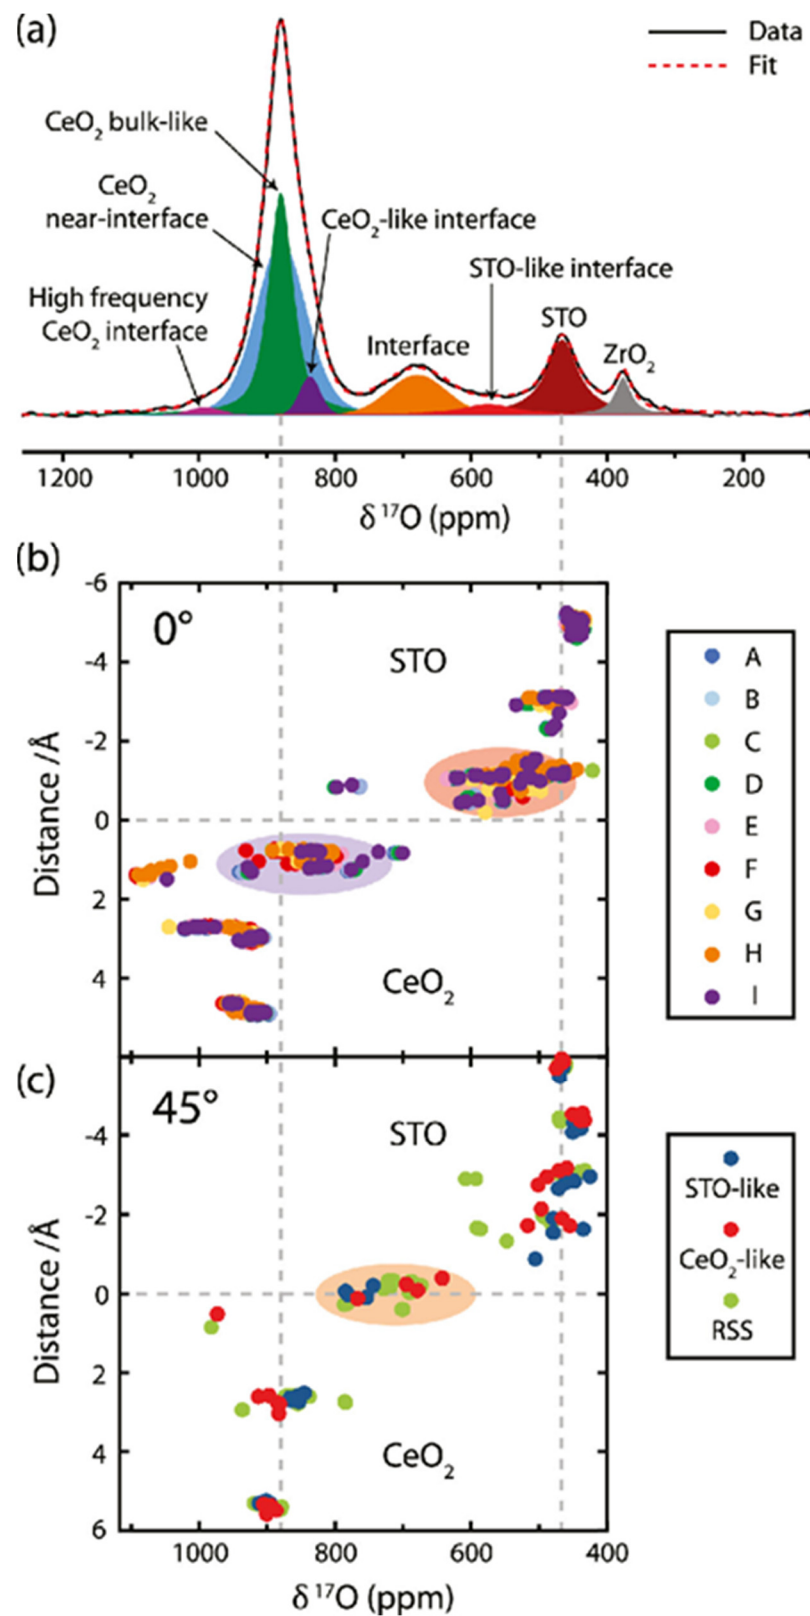 (a)
Data
Fit
CeO₂ bulk-like
CeO₂
near-interface
CeO₂-like interface
High frequency
CeO₂ interface
STO-like interface
Interface
STO
ZrO₂
1200 1000 800 600 400 200
δ ¹⁷O (ppm)
(b)
0°
STO
CeO₂
Distance /Å
-6
-4
-2
0
2
4
A
B
C
D
E
F
G
H
I
(c)
45°
STO
CeO₂
Distance /Å
-4
-2
0
2
4
6
STO-like
CeO₂-like
RSS
1000 800 600 400
δ ¹⁷O (ppm)